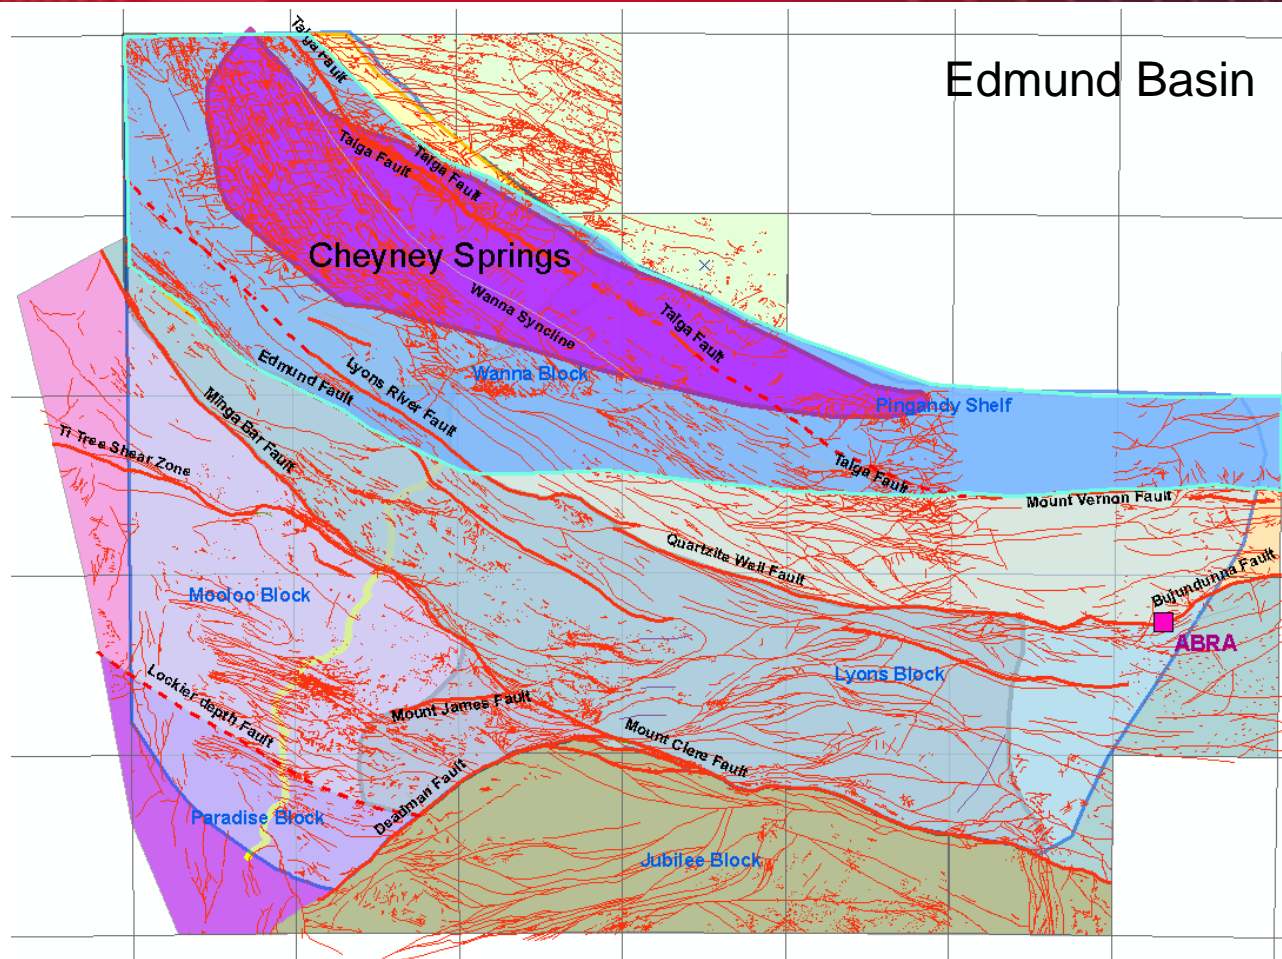 Edmund Basin
Talga Fault
Talga Fault
Talga Fault
Cheyney Springs
Wanna Syncline
Talga Fault
Edmund Fault
Lyons River Fault
Wanna Block
Pingandy Shelf
Minga Bar Fault
Ti Tree Shear Zone
Talga Fault
Mount Vernon Fault
Quartzite Well Fault
Bujundunna Fault
Mooloo Block
ABRA
Lyons Block
Lockier depth Fault
Mount James Fault
Mount Clere Fault
Deadman Fault
Paradise Block
Jubilee Block